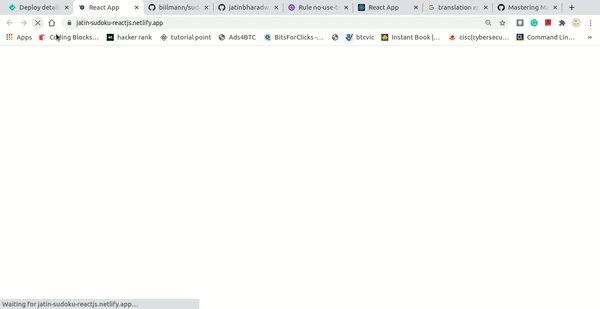 Deploy detai React App biilmann/sud jatinbharadw Rule no-use-b React App translation e Mastering Ma
jatin-sudoku-reactjs.netlify.app
Apps Coding Blocks... hacker rank tutorial point Ads4BTC BitsForClicks -... btcvic Instant Book |... cisc(cybersecu... Command Lin... »
Waiting for jatin-sudoku-reactjs.netlify.app...